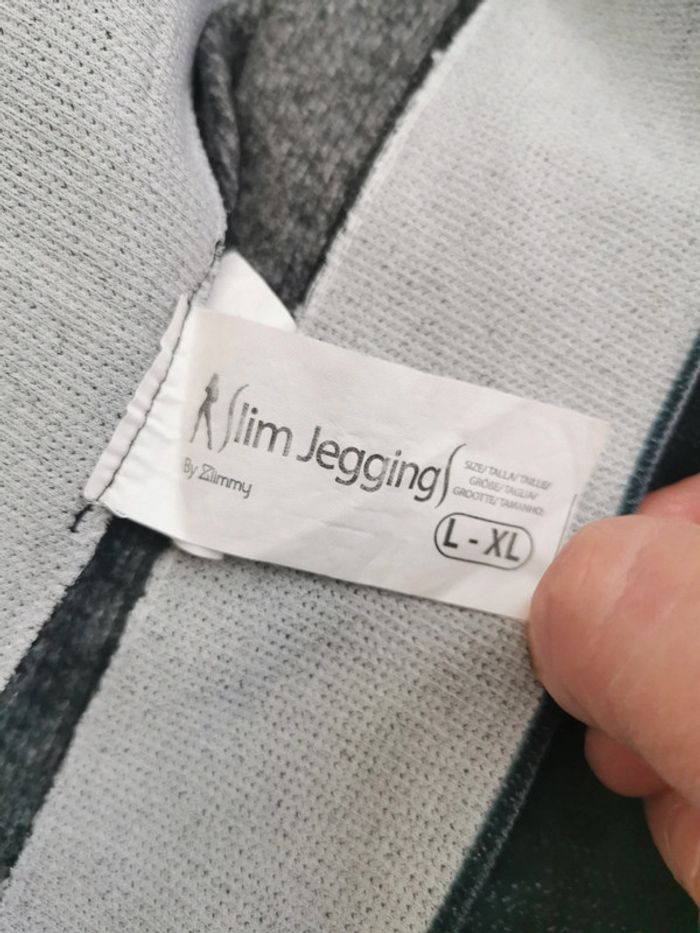 Slim Jeggings
By Slimmy
SIZE/TALLA/TAILLE/
GRÖßE/TAGLIA/
GROOTTE/TAMANHO:
L - XL